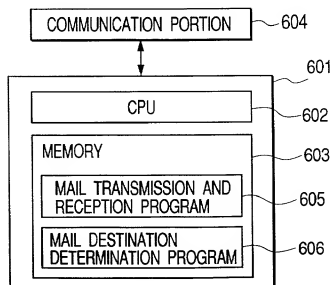 COMMUNICATION PORTION
604
601
CPU
602
MEMORY
603
MAIL TRANSMISSION AND
RECEPTION PROGRAM
605
MAIL DESTINATION
DETERMINATION PROGRAM
606